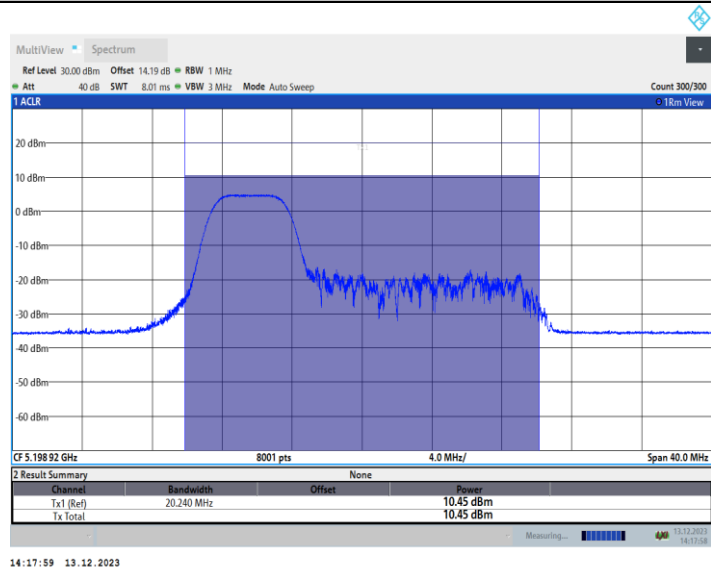 MultiView Spectrum
Ref Level 30.00 dBm Offset 14.19 dB RBW 1 MHz
Att 40 dB SWT 8.01 ms VBW 3 MHz Mode Auto Sweep Count 300/300
1 ACLR 1Rm View
20 dBm
10 dBm
0 dBm
-10 dBm
-20 dBm
-30 dBm
-40 dBm
-50 dBm
-60 dBm
CF 5.198 92 GHz 8001 pts 4.0 MHz/ Span 40.0 MHz
2 Result Summary None
Channel Bandwidth Offset Power
Tx1 (Ref) 20.240 MHz 10.45 dBm
Tx Total 10.45 dBm
Measuring... 13.12.2023
14:17:58
14:17:59 13.12.2023